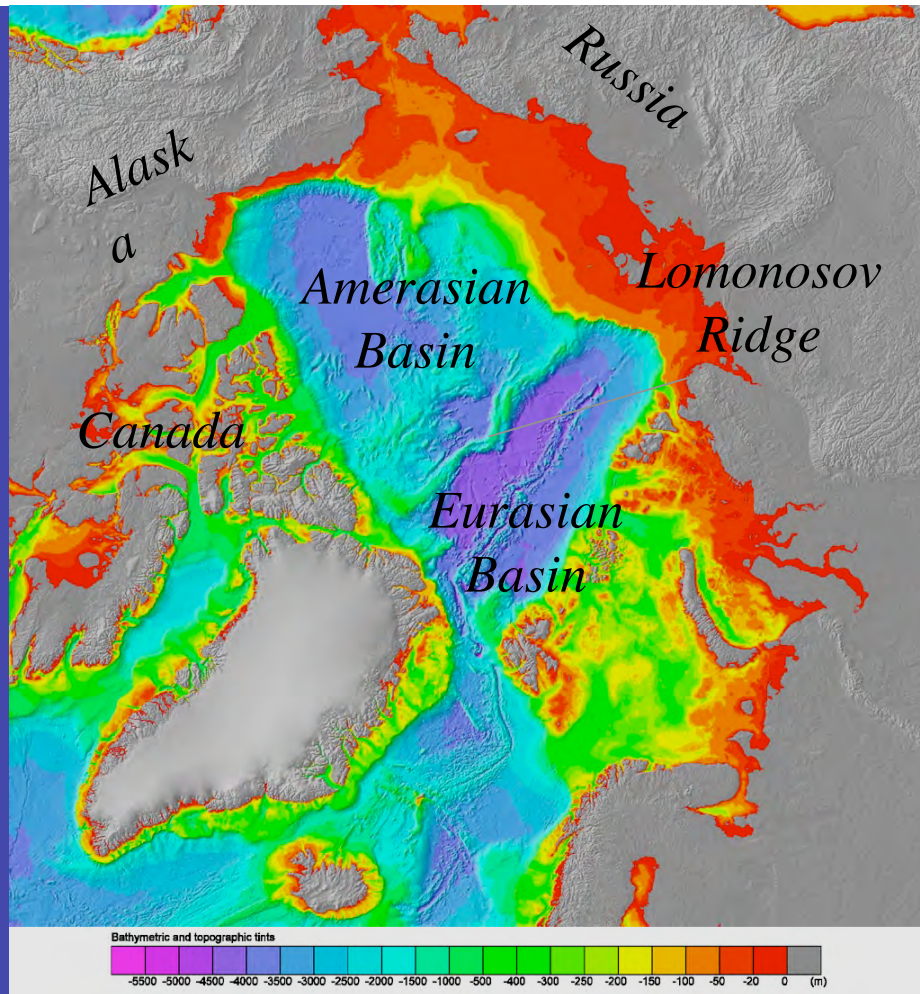 Russia
Alask
a
Lomonosov
Ridge
Amerasian
Basin
Canada
Eurasian
Basin
Bathymetric and topographic tints
-5500 -5000 -4500 -4000 -3500 -3000 -2500 -2000 -1500 -1000 -500 -400 -300 -250 -200 -150 -100 -50 -20 0 (m)